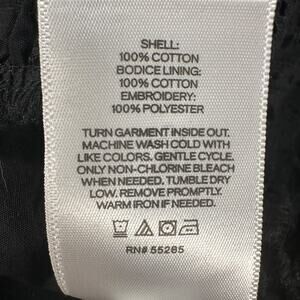 SHELL:
100% COTTON
BODICE LINING:
100% COTTON
EMBROIDERY:
100% POLYESTER
TURN GARMENT INSIDE OUT.
MACHINE WASH COLD WITH
LIKE COLORS. GENTLE CYCLE.
ONLY NON-CHLORINE BLEACH
WHEN NEEDED. TUMBLE DRY
LOW. REMOVE PROMPTLY.
WARM IRON IF NEEDED.
RN# 55285